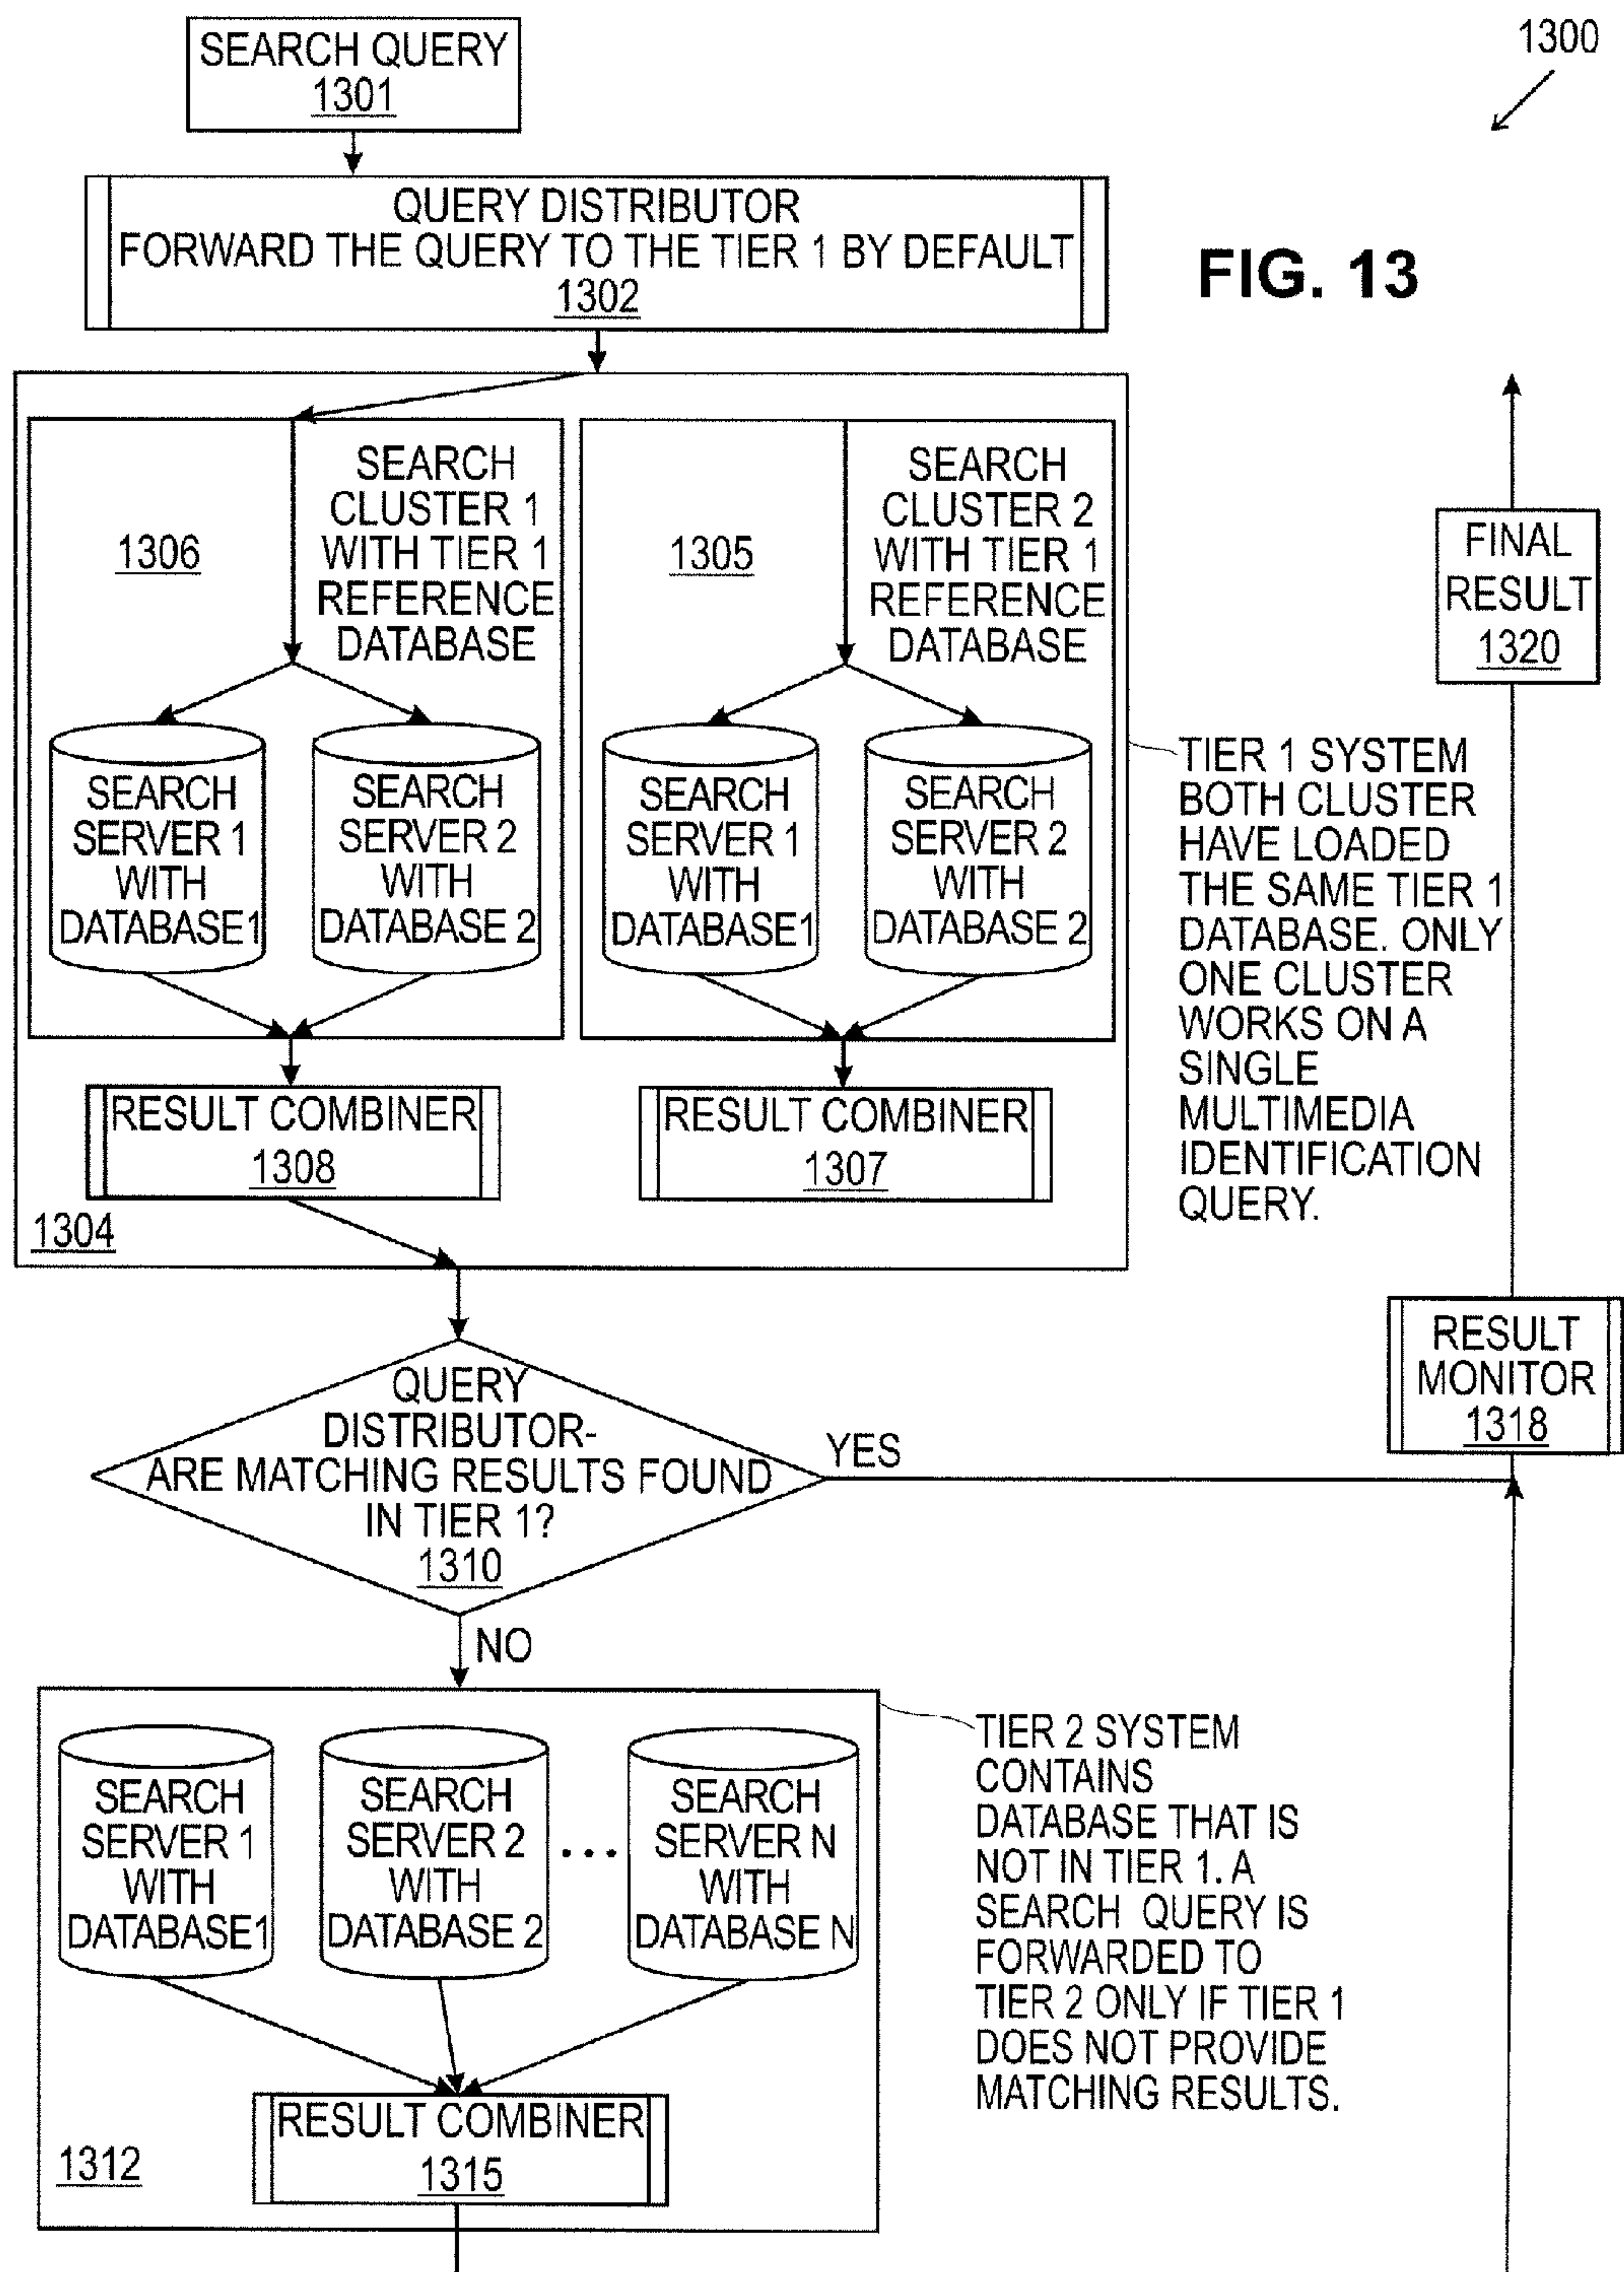 1300
SEARCH QUERY
1301
QUERY DISTRIBUTOR
FORWARD THE QUERY TO THE TIER 1 BY DEFAULT
1302
FIG. 13
1306
SEARCH
CLUSTER 1
WITH TIER 1
REFERENCE
DATABASE
SEARCH
SERVER 1
WITH
DATABASE1
SEARCH
SERVER 2
WITH
DATABASE 2
1305
SEARCH
CLUSTER 2
WITH TIER 1
REFERENCE
DATABASE
SEARCH
SERVER 1
WITH
DATABASE1
SEARCH
SERVER 2
WITH
DATABASE 2
RESULT COMBINER
1308
RESULT COMBINER
1307
1304
TIER 1 SYSTEM
BOTH CLUSTER
HAVE LOADED
THE SAME TIER 1
DATABASE. ONLY
ONE CLUSTER
WORKS ON A
SINGLE
MULTIMEDIA
IDENTIFICATION
QUERY.
FINAL
RESULT
1320
RESULT
MONITOR
1318
QUERY
DISTRIBUTOR-
ARE MATCHING RESULTS FOUND
IN TIER 1?
1310
YES
NO
SEARCH
SERVER 1
WITH
DATABASE1
SEARCH
SERVER 2
WITH
DATABASE 2
...
SEARCH
SERVER N
WITH
DATABASE N
RESULT COMBINER
1315
1312
TIER 2 SYSTEM
CONTAINS
DATABASE THAT IS
NOT IN TIER 1. A
SEARCH QUERY IS
FORWARDED TO
TIER 2 ONLY IF TIER 1
DOES NOT PROVIDE
MATCHING RESULTS.